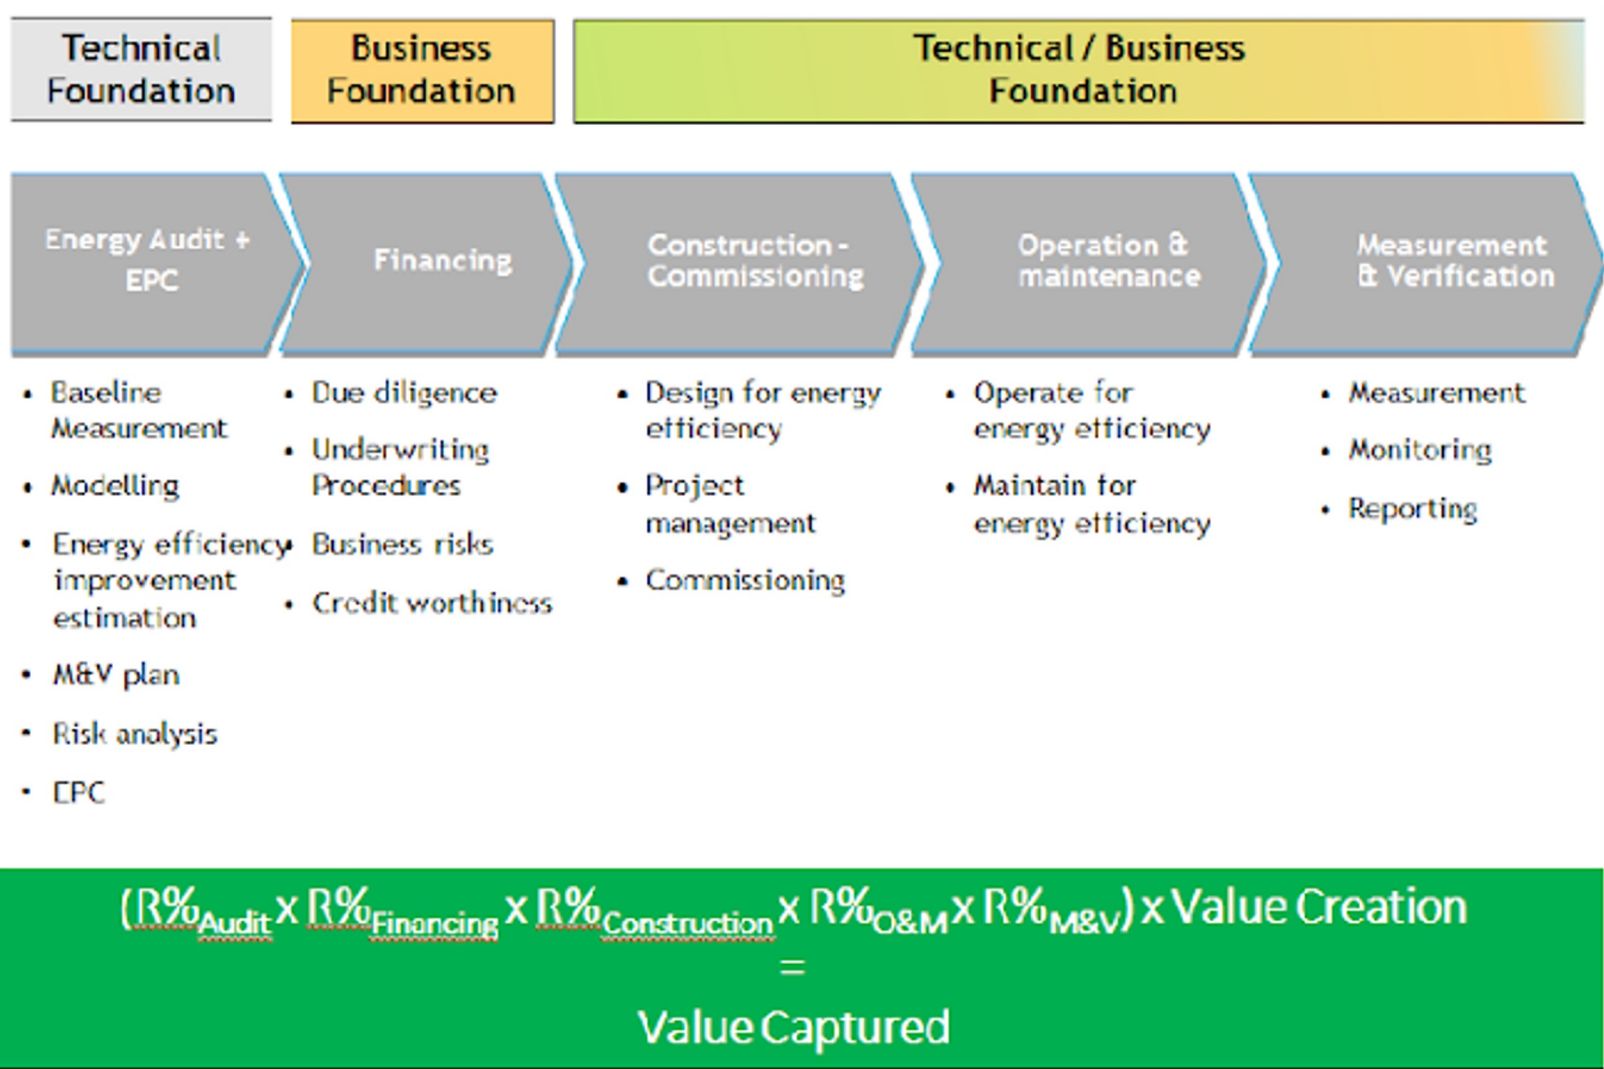 Technical
Foundation
Business
Foundation
Technical / Business
Foundation
Energy Audit +
EPC
Financing
Construction -
Commissioning
Operation &
maintenance
Measurement
& Verification
• Baseline
Measurement
• Modelling
• Energy efficiency
improvement
estimation
• M&V plan
• Risk analysis
• EPC
• Due diligence
• Underwriting
Procedures
• Business risks
• Credit worthiness
• Design for energy
efficiency
• Project
management
• Commissioning
• Operate for
energy efficiency
• Maintain for
energy efficiency
• Measurement
• Monitoring
• Reporting
(R%Audit x R%Financing x R%Construction x R%O&M x R%M&V) x Value Creation
=
Value Captured